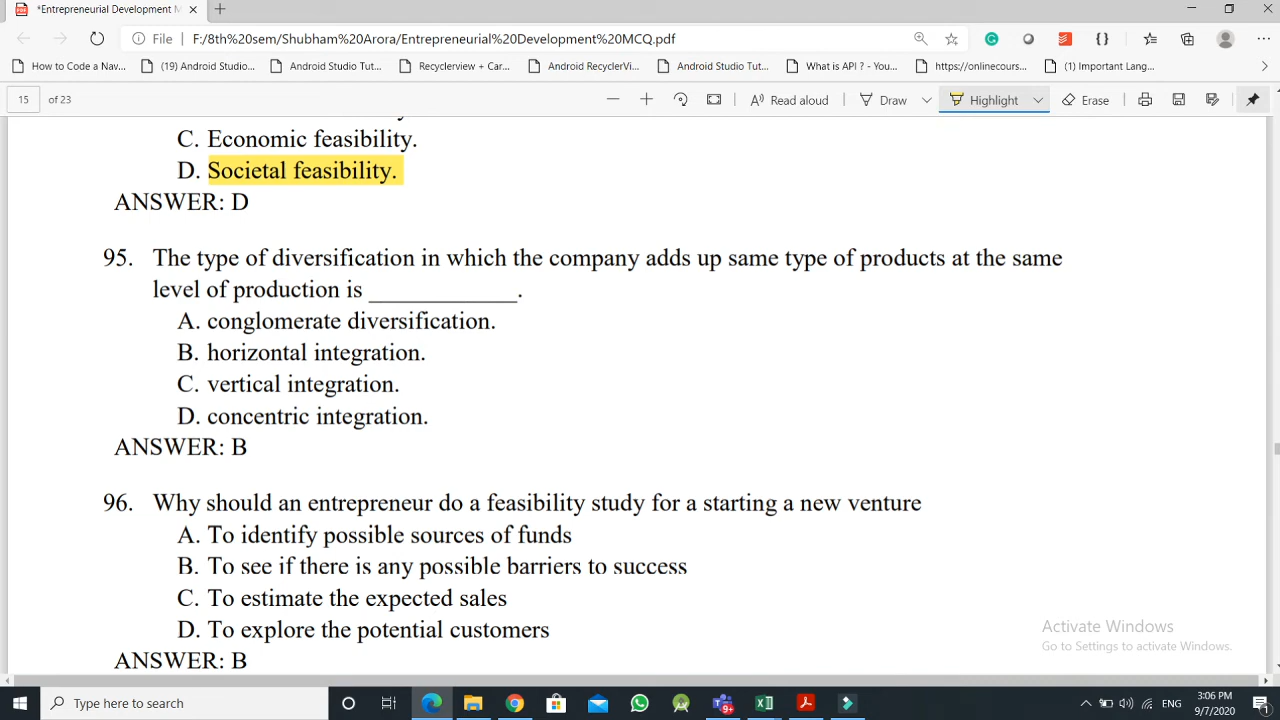 *Entrepreneurial Development M
File
F:/8th%20sem/Shubham%20Arora/Entrepreneurial%20Development%20MCQ.pdf
How to Code a Nav...
(19) Android Studio...
Android Studio Tut...
Recyclerview + Car...
Android RecyclerVi...
Android Studio Tut...
What is API ? - You...
https://onlinecours...
(1) Important Lang...
15 of 23
Read aloud
Draw
Highlight
Erase
C. Economic feasibility.
D. Societal feasibility.
ANSWER: D
95. The type of diversification in which the company adds up same type of products at the same
level of production is ____________.
A. conglomerate diversification.
B. horizontal integration.
C. vertical integration.
D. concentric integration.
ANSWER: B
96. Why should an entrepreneur do a feasibility study for a starting a new venture
A. To identify possible sources of funds
B. To see if there is any possible barriers to success
C. To estimate the expected sales
D. To explore the potential customers
ANSWER: B
Activate Windows
Go to Settings to activate Windows.
Type here to search
9+
ENG
3:06 PM
9/7/2020